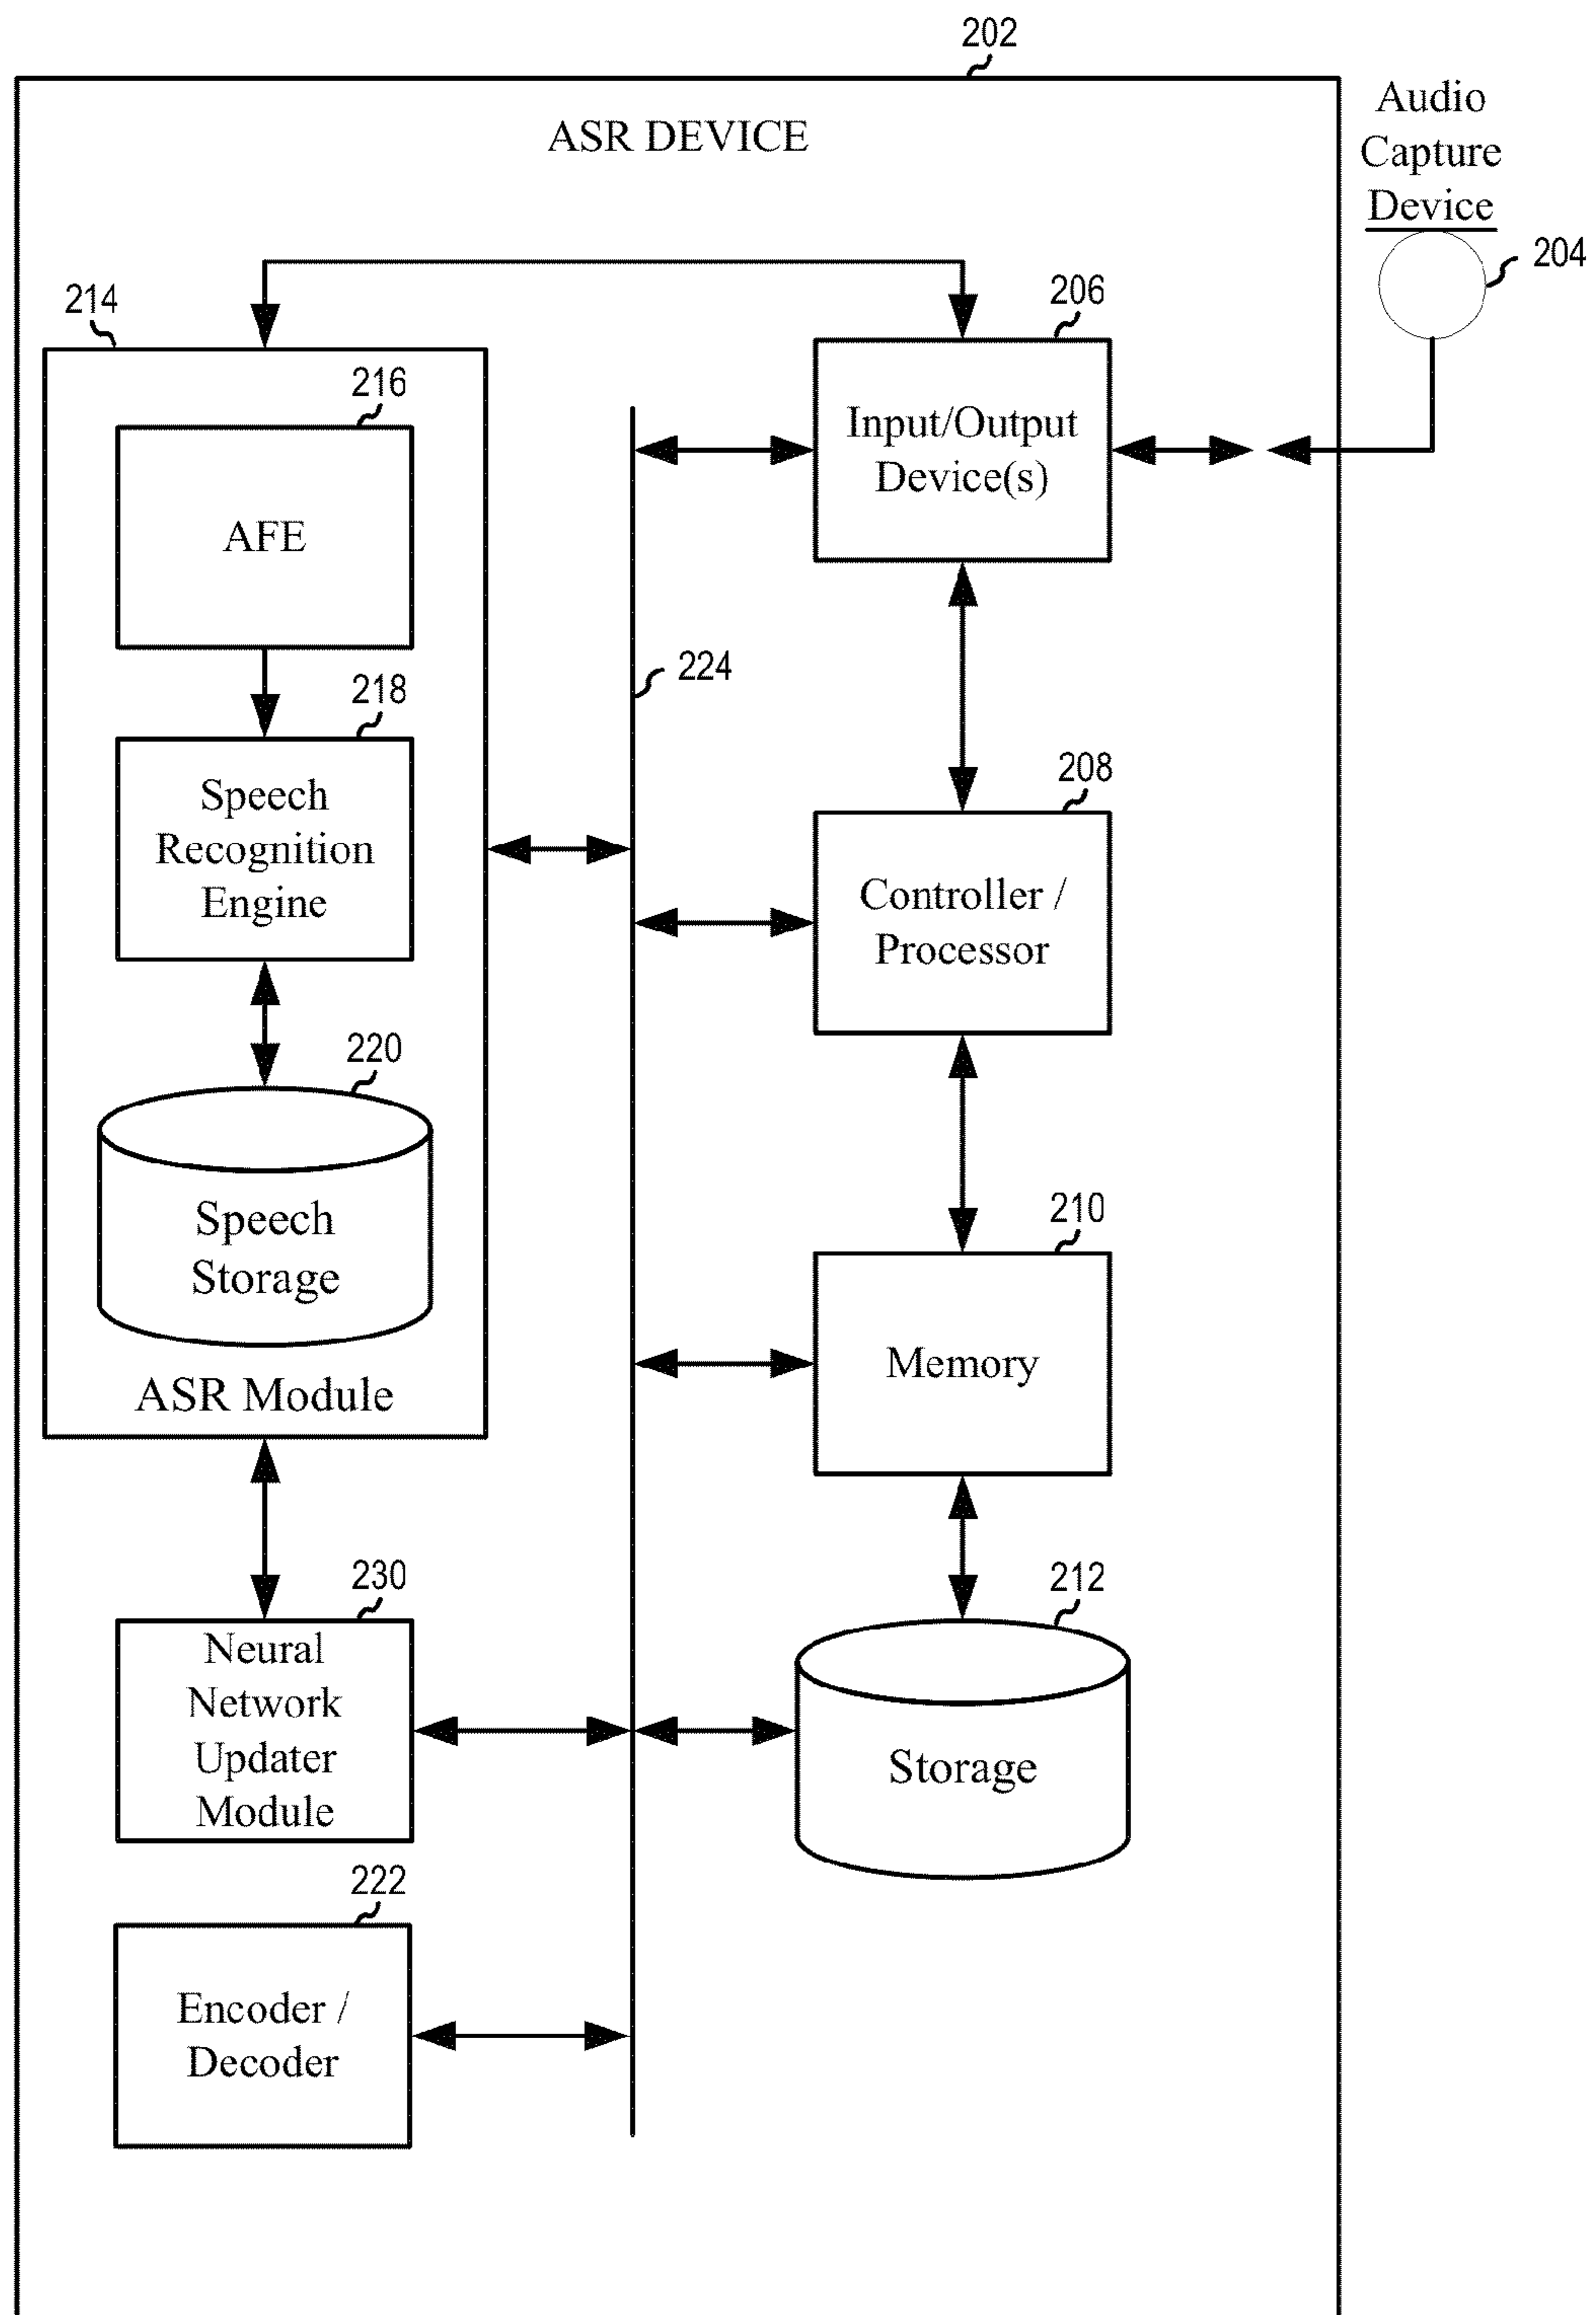 202
ASR DEVICE
Audio
Capture
Device
204
214
206
216
Input/Output
Device(s)
AFE
224
218
208
Speech
Recognition
Engine
Controller /
Processor
220
Speech
Storage
210
Memory
ASR Module
230
212
Neural
Network
Updater
Module
Storage
222
Encoder /
Decoder